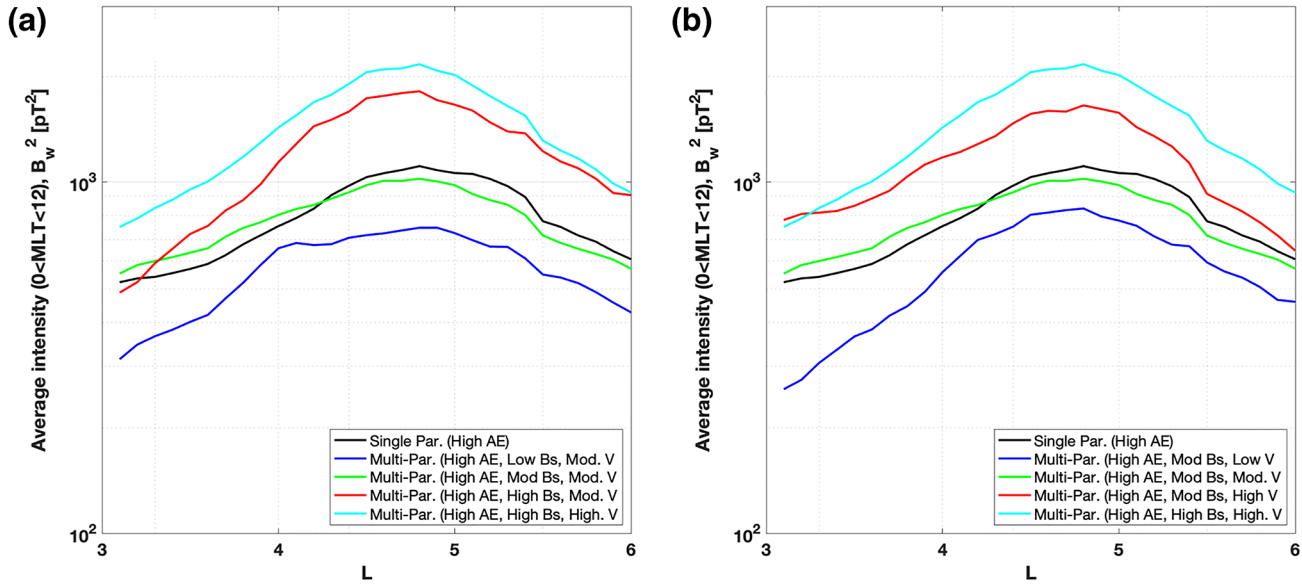 (a)
Average intensity (0<MLT<12), B_w^2 [pT^2]
10^3
10^2
3 4 5 6
L
Single Par. (High AE)
Multi-Par. (High AE, Low Bs, Mod. V
Multi-Par. (High AE, Mod Bs, Mod. V
Multi-Par. (High AE, High Bs, Mod. V
Multi-Par. (High AE, High Bs, High. V
(b)
Average intensity (0<MLT<12), B_w^2 [pT^2]
10^3
10^2
3 4 5 6
L
Single Par. (High AE)
Multi-Par. (High AE, Mod Bs, Low V
Multi-Par. (High AE, Mod Bs, Mod. V
Multi-Par. (High AE, Mod Bs, High V
Multi-Par. (High AE, High Bs, High. V